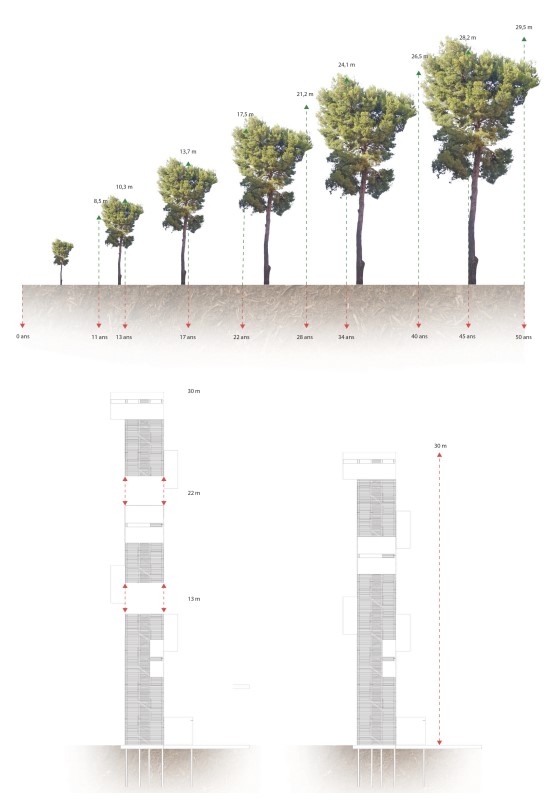 29,5 m
28,2 m
26,5 m
24,1 m
21,2 m
17,5 m
13,7 m
10,3 m
8,5 m
0 ans
11 ans
13 ans
17 ans
22 ans
28 ans
34 ans
40 ans
45 ans
50 ans
30 m
22 m
13 m
30 m